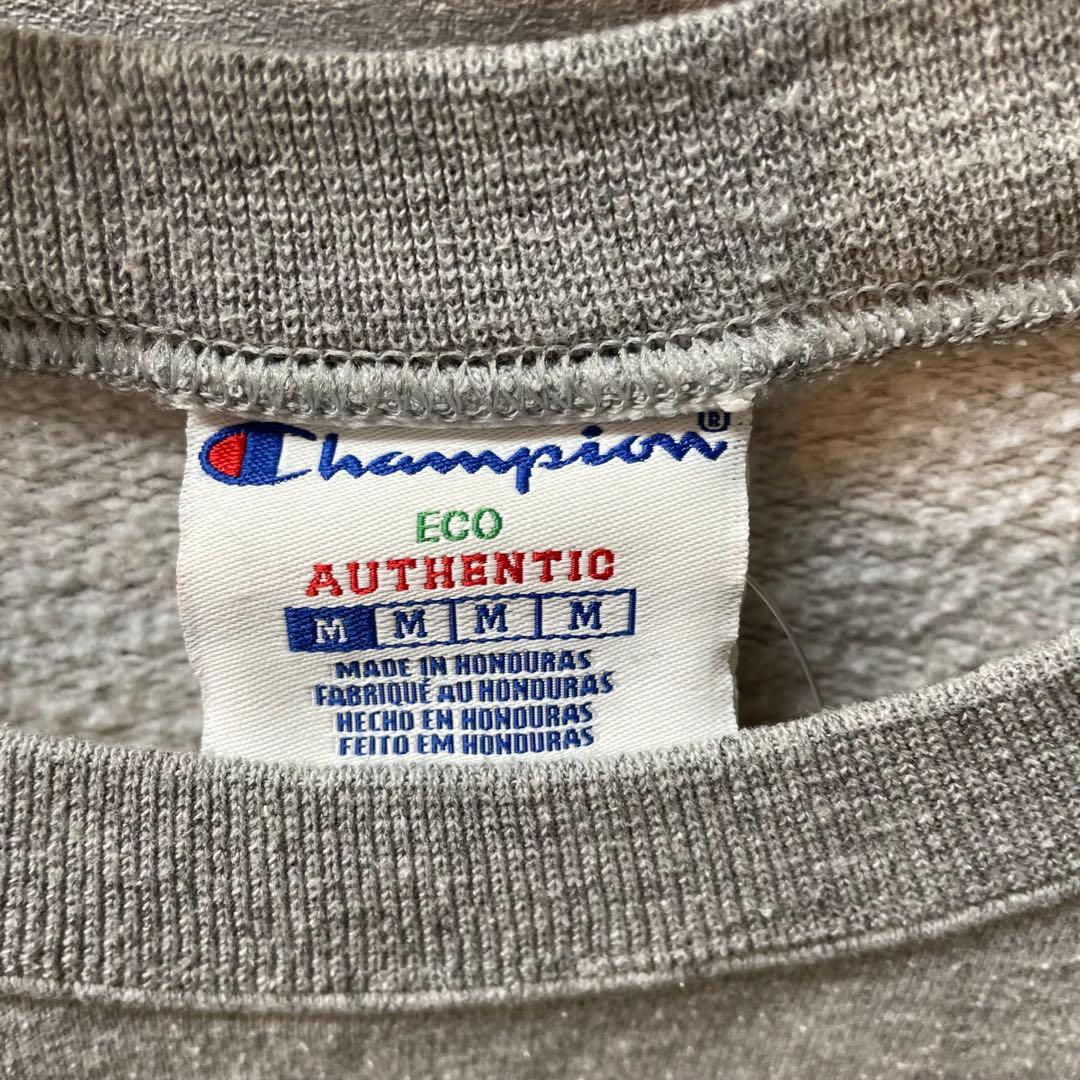 Champion®
ECO
AUTHENTIC
M M M M
MADE IN HONDURAS
FABRIQUÉ AU HONDURAS
HECHO EN HONDURAS
FEITO EM HONDURAS